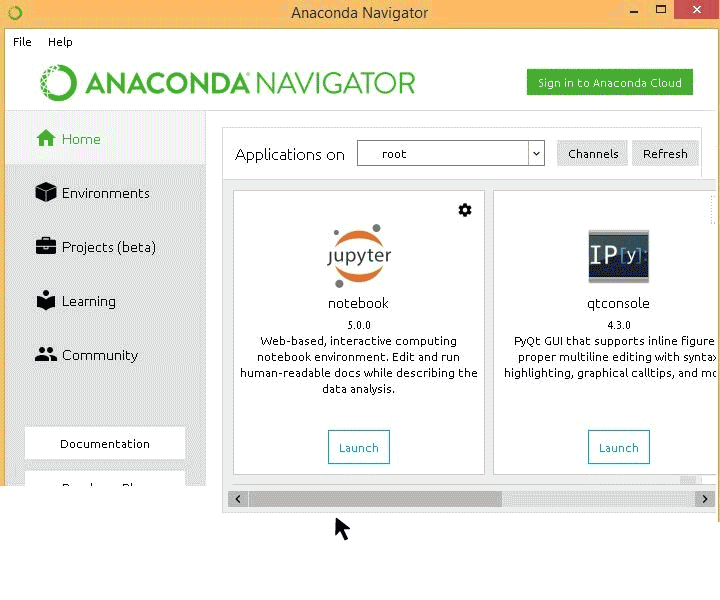 Anaconda Navigator
File Help
ANACONDA NAVIGATOR
Sign in to Anaconda Cloud
Home
Environments
Projects (beta)
Learning
Community
Documentation
Applications on root Channels Refresh
jupyter
notebook
5.0.0
Web-based, interactive computing
notebook environment. Edit and run
human-readable docs while describing the
data analysis.
Launch
IP[y]:
qtconsole
4.3.0
PyQt GUI that supports inline figure
proper multiline editing with syntax
highlighting, graphical calltips, and mo
Launch